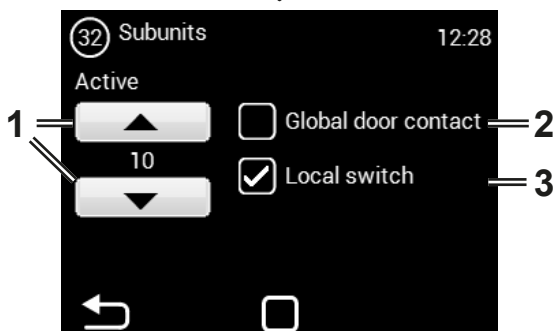 32 Subunits 12:28
Active
1
Global door contact 2
10
Local switch 3